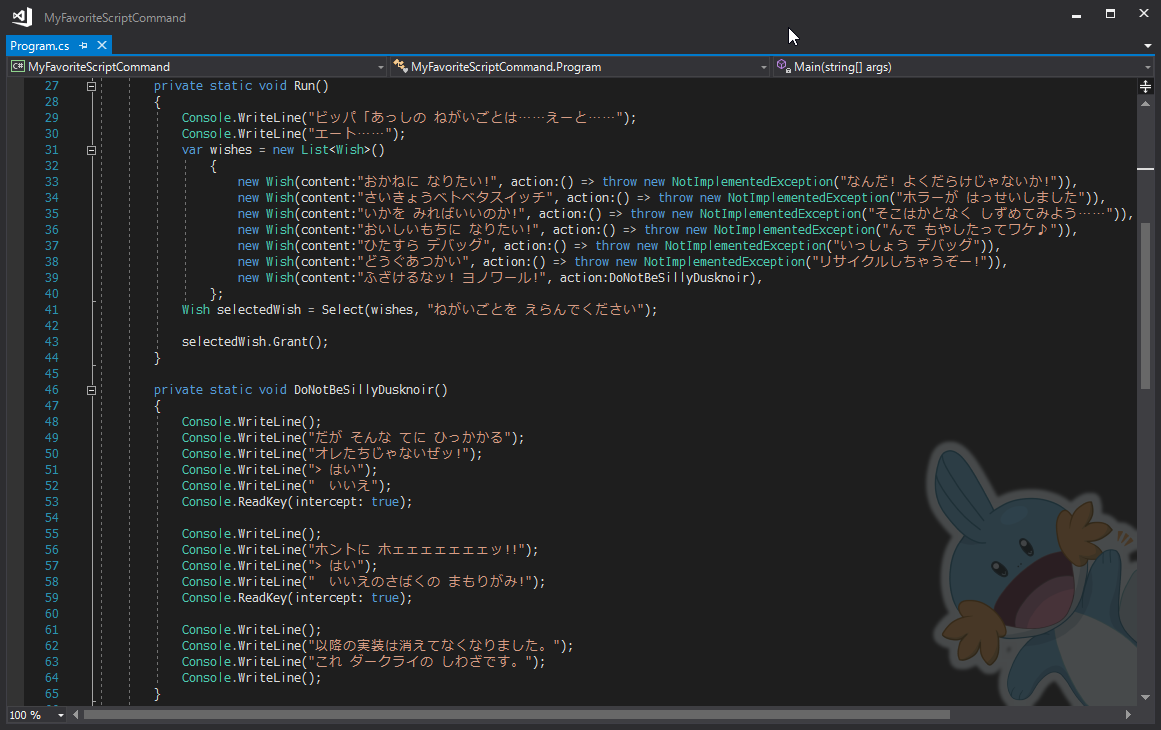 MyFavoriteScriptCommand
Program.cs
C# MyFavoriteScriptCommand MyFavoriteScriptCommand.Program Main(string[] args)
27 private static void Run()
28 {
29 Console.WriteLine("ビッパ「あっしの ねがいごとは……えーと……");
30 Console.WriteLine("エート……");
31 var wishes = new List<Wish>()
32 {
33 new Wish(content:"おかねに なりたい!", action:() => throw new NotImplementedException("なんだ! よくだらけじゃないか!")),
34 new Wish(content:"さいきょうベトベタスイッチ", action:() => throw new NotImplementedException("ホラーが はっせいしました")),
35 new Wish(content:"いかを みればいいのか!", action:() => throw new NotImplementedException("そこはかとなく しずめてみよう……")),
36 new Wish(content:"おいしいもちに なりたい!", action:() => throw new NotImplementedException("んで もやしたってワケ♪")),
37 new Wish(content:"ひたすら デバッグ", action:() => throw new NotImplementedException("いっしょう デバッグ")),
38 new Wish(content:"どうぐあつかい", action:() => throw new NotImplementedException("リサイクルしちゃうぞー!")),
39 new Wish(content:"ふざけるなッ! ヨノワール!", action:DoNotBeSillyDusknoir),
40 };
41 Wish selectedWish = Select(wishes, "ねがいごとを えらんでください");
42
43 selectedWish.Grant();
44 }
45
46 private static void DoNotBeSillyDusknoir()
47 {
48 Console.WriteLine();
49 Console.WriteLine("だが そんな てに ひっかかる");
50 Console.WriteLine("オレたちじゃないぜッ!");
51 Console.WriteLine("> はい");
52 Console.WriteLine("　いいえ");
53 Console.ReadKey(intercept: true);
54
55 Console.WriteLine();
56 Console.WriteLine("ホントに ホェェェェェェェッ!!");
57 Console.WriteLine("> はい");
58 Console.WriteLine("　いいえのさばくの まもりがみ!");
59 Console.ReadKey(intercept: true);
60
61 Console.WriteLine();
62 Console.WriteLine("以降の実装は消えてなくなりました。");
63 Console.WriteLine("これ ダークライの しわざです。");
64 Console.WriteLine();
65 }
100 %